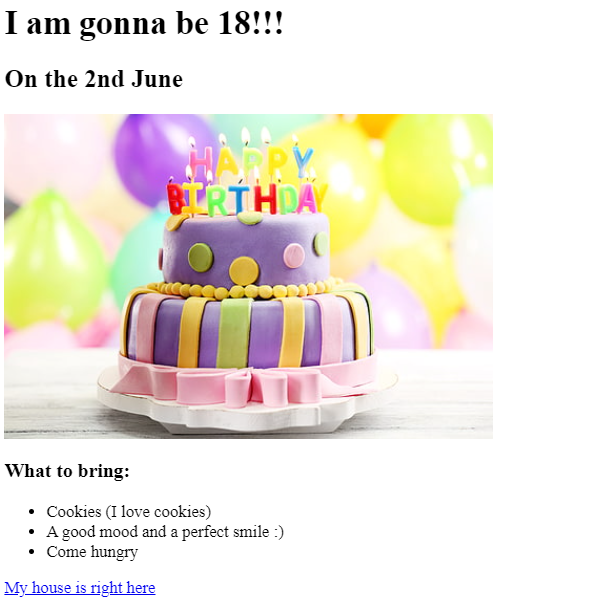 I am gonna be 18!!!
On the 2nd June
HAPPY
BIRTHDAY
What to bring:
Cookies (I love cookies)
A good mood and a perfect smile :)
Come hungry
My house is right here